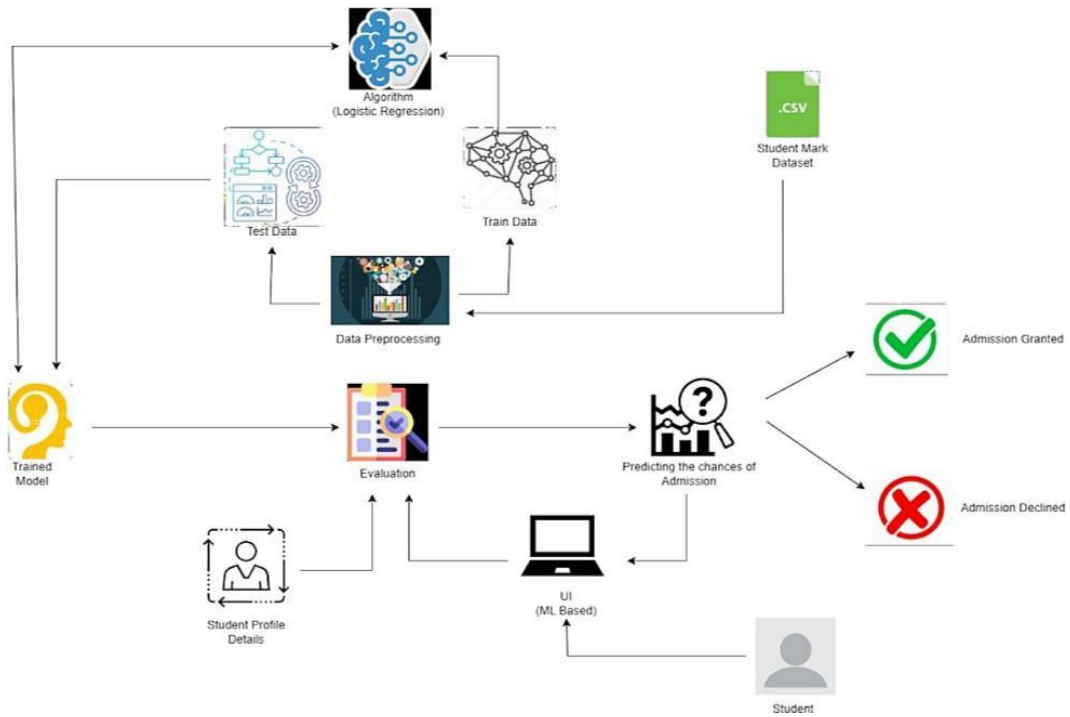 Algorithm
(Logistic Regression)
.CSV
Student Mark
Dataset
Test Data
Train Data
Data Preprocessing
Admission Granted
Trained
Model
Evaluation
?
Predicting the chances of
Admission
Admission Declined
Student Profile
Details
UI
(ML Based)
Student